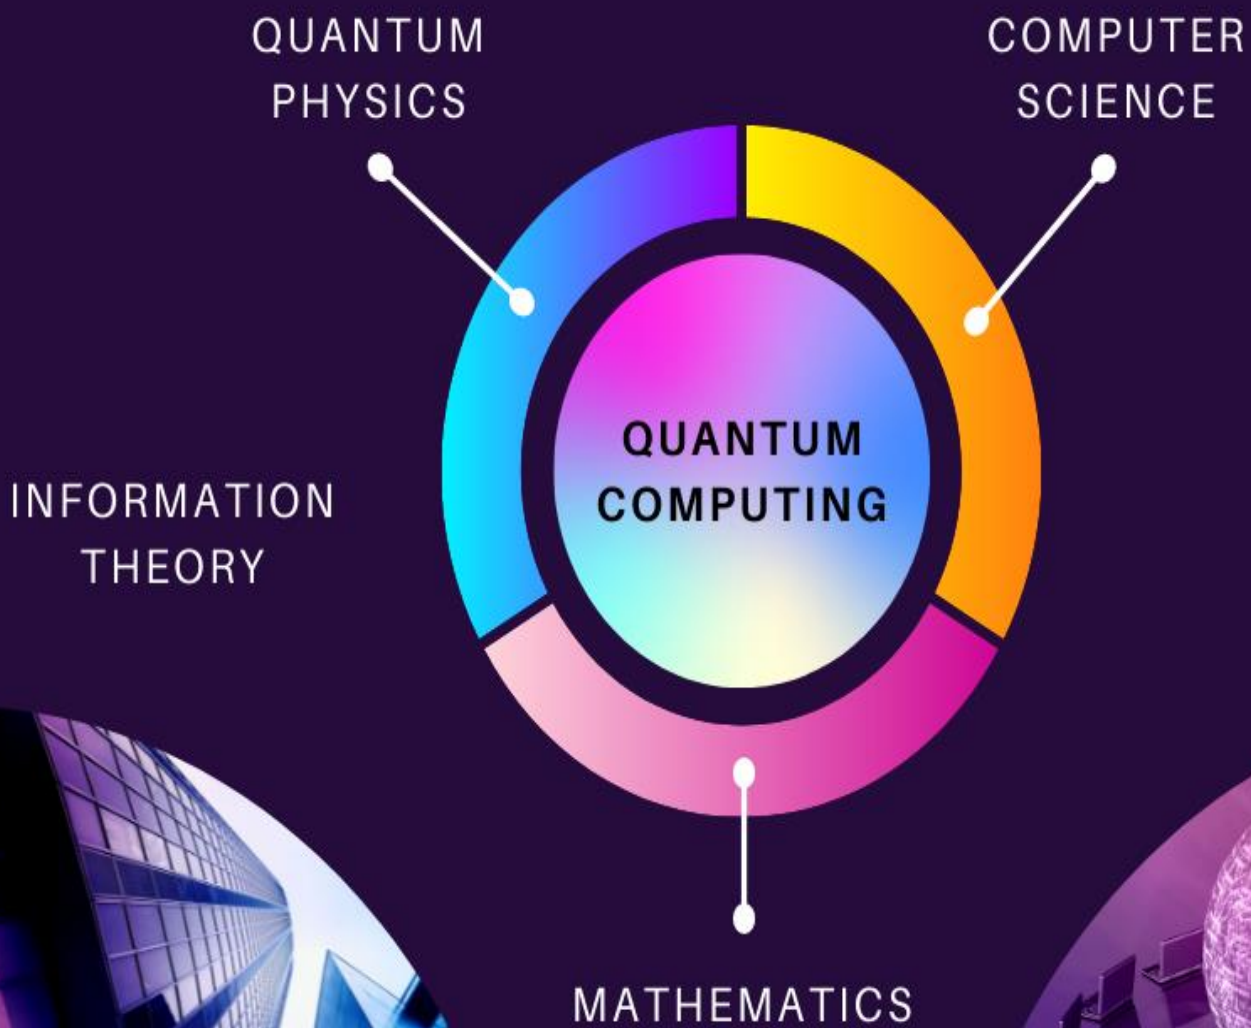 QUANTUM
PHYSICS
COMPUTER
SCIENCE
QUANTUM
COMPUTING
INFORMATION
THEORY
MATHEMATICS